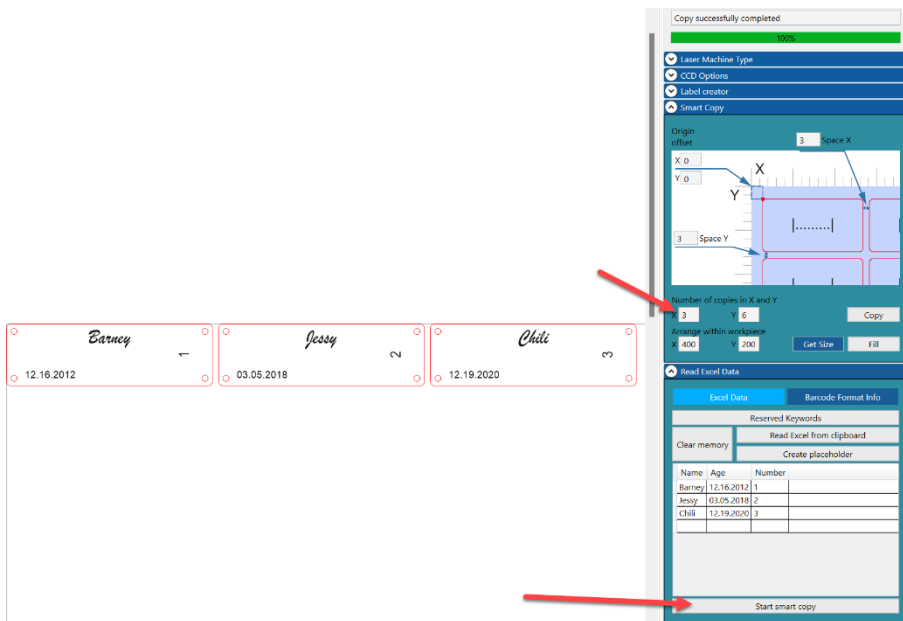 Copy successfully completed
100%
Laser Machine Type
CCD Options
Label creator
Smart Copy
Origin
offset
3 Space X
X 0
Y 0
X
Y
3 Space Y
|.........|
Number of copies in X and Y
X 3 Y 6 Copy
Arrange within workpiece
X 400 Y 200 Get Size Fill
Read Excel Data
Excel Data Barcode Format Info
Reserved Keywords
Clear memory
Read Excel from clipboard
Create placeholder
Name Age Number
Barney 12.16.2012 1
Jessy 03.05.2018 2
Chili 12.19.2020 3
Start smart copy
Barney
1
12.16.2012
Jessy
2
03.05.2018
Chili
3
12.19.2020